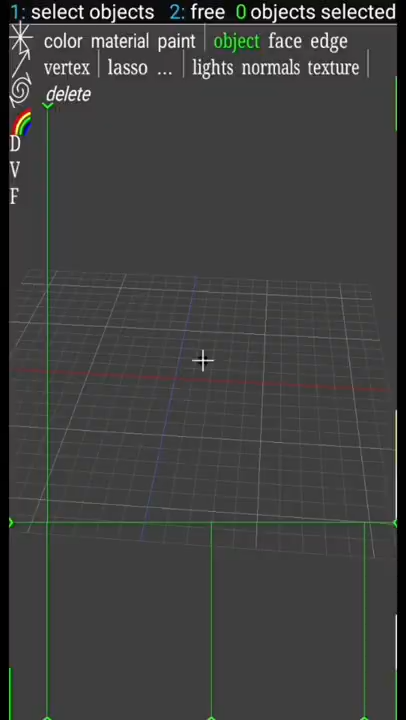 1: select objects 2: free 0 objects selected
color material paint object face edge
vertex lasso ... lights normals texture
delete
D
V
F